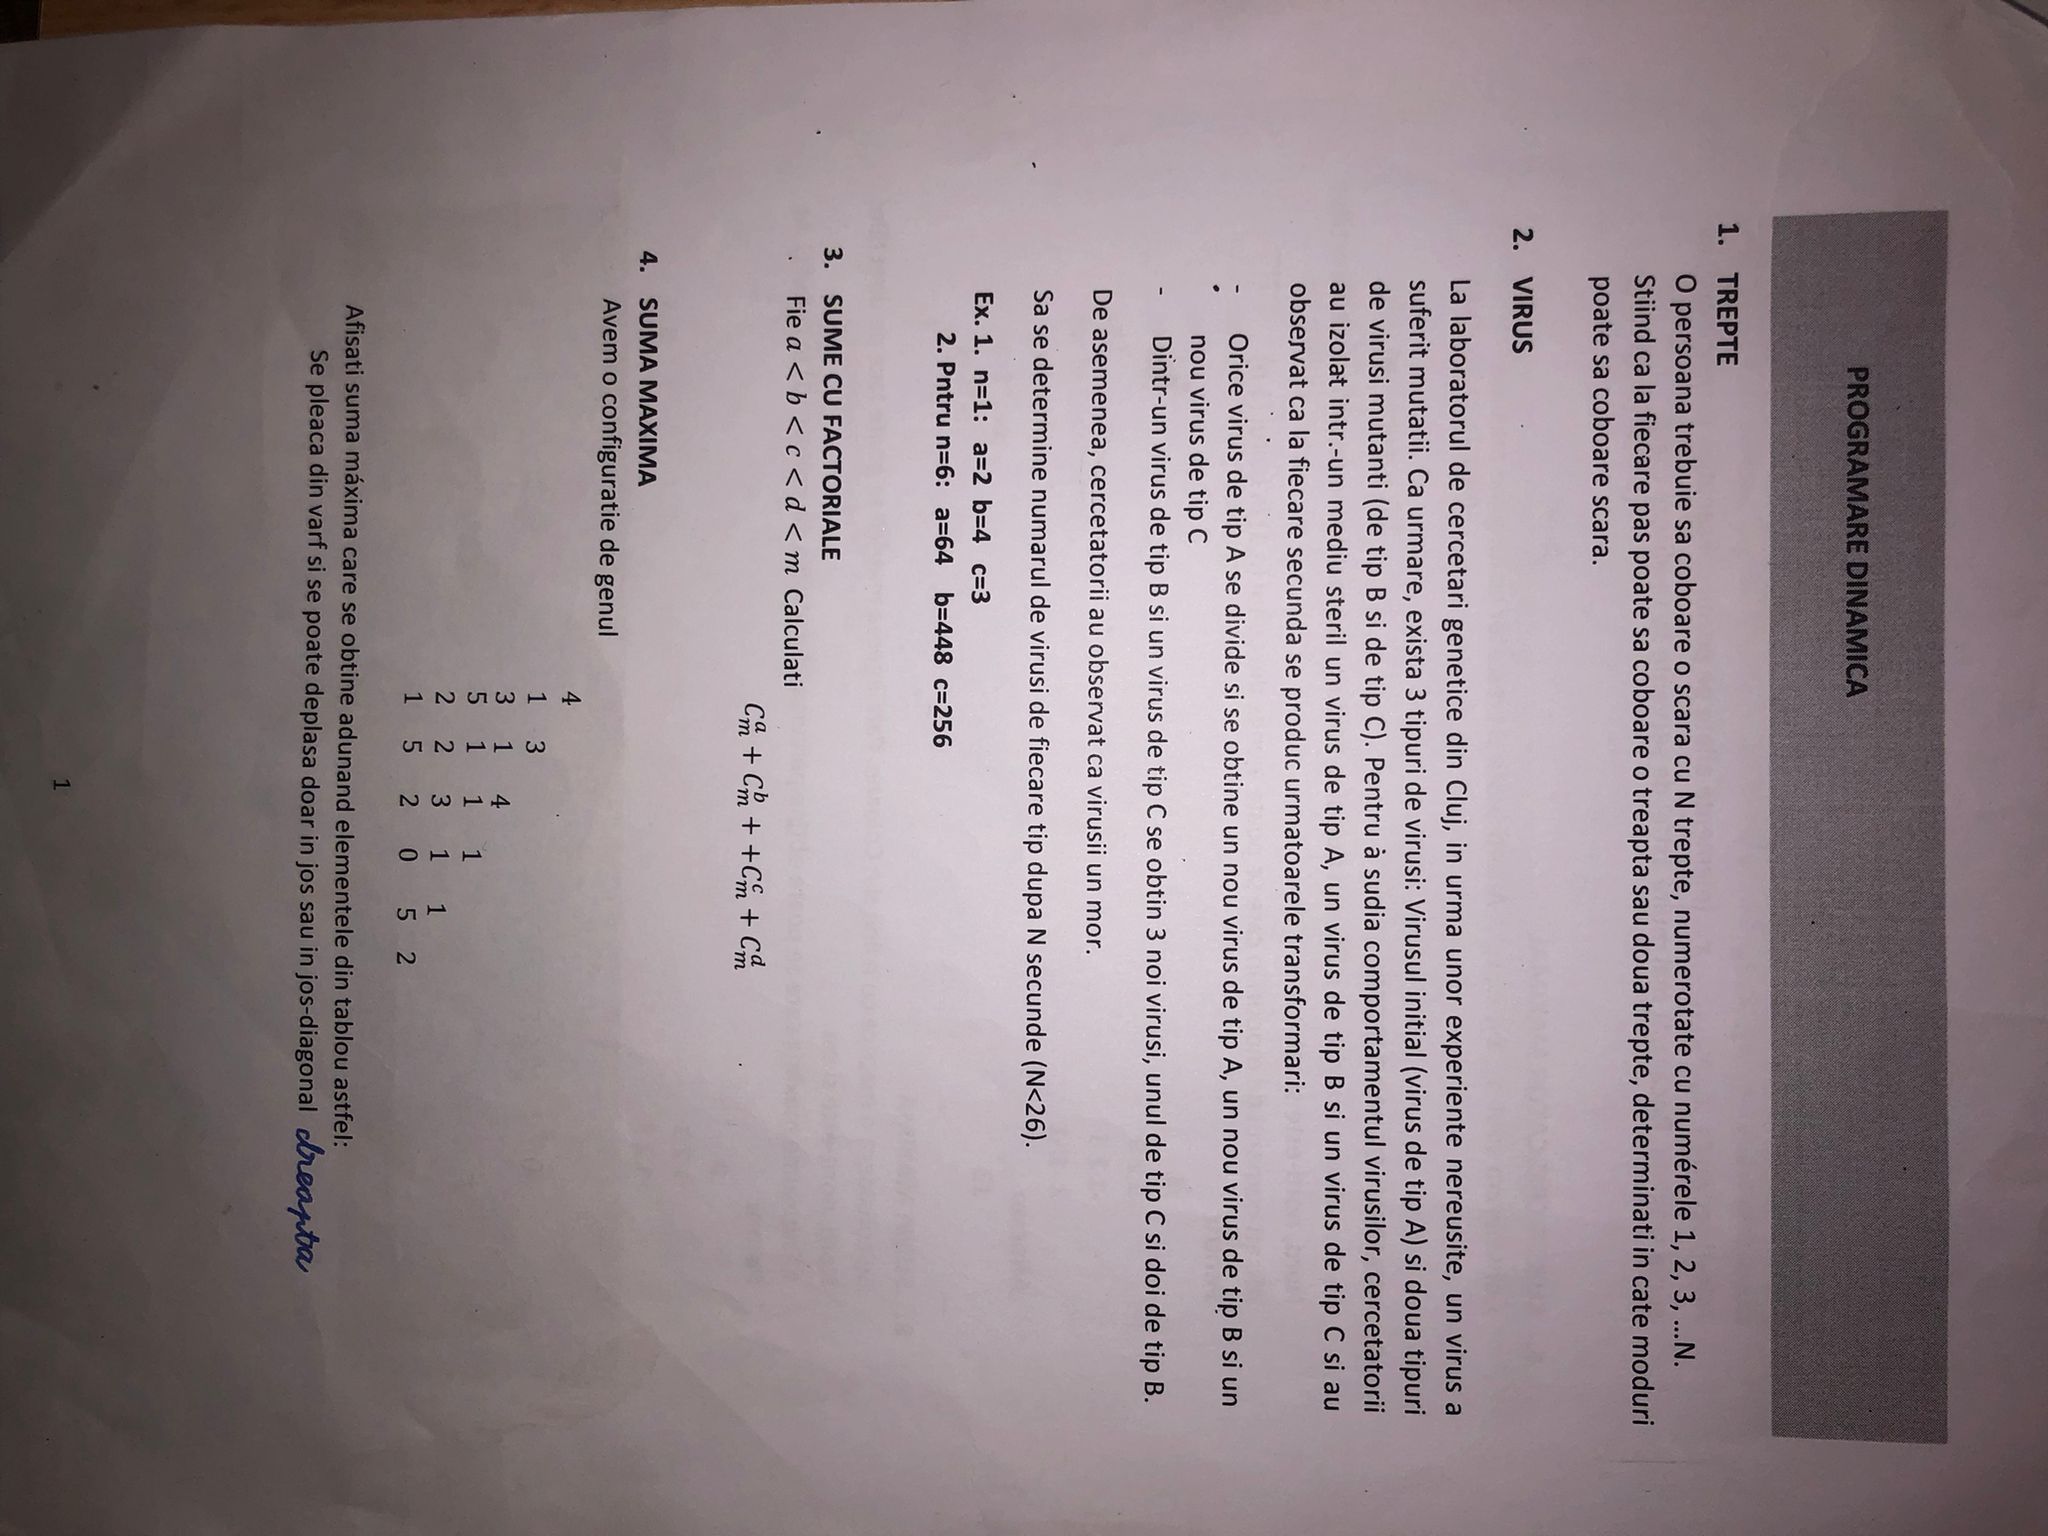 PROGRAMARE DINAMICA
1. TREPTE
O persoana trebuie sa coboare o scara cu N trepte, numerotate cu numérele 1, 2, 3, ...N.
Stiind ca la fiecare pas poate sa coboare o treapta sau doua trepte, determinati in cate moduri
poate sa coboare scara.
2. VIRUS
La laboratorul de cercetari genetice din Cluj, in urma unor experiente nereusite, un virus a
suferit mutatii. Ca urmare, exista 3 tipuri de virusi: Virusul initial (virus de tip A) si doua tipuri
de virusi mutanti (de tip B si de tip C). Pentru à sudia comportamentul virusilor, cercetatorii
au izolat intr.-un mediu steril un virus de tip A, un virus de tip B si un virus de tip C si au
observat ca la fiecare secunda se produc urmatoarele transformari:
- Orice virus de tip A se divide si se obtine un nou virus de tip A, un nou virus de tip B si un
nou virus de tip C
- Dintr-un virus de tip B si un virus de tip C se obtin 3 noi virusi, unul de tip C si doi de tip B.
De asemenea, cercetatorii au observat ca virusii un mor.
Sa se determine numarul de virusi de fiecare tip dupa N secunde (N<26).
Ex. 1. n=1: a=2 b=4 c=3
2. Pntru n=6: a=64 b=448 c=256
3. SUME CU FACTORIALE
Fie a < b < c < d < m Calculati
C_m^a + C_m^b + +C_m^c + C_m^d
4. SUMA MAXIMA
Avem o configuratie de genul
4
1 3
3 1 4
5 1 1 1
2 2 3 1 1
1 5 2 0 5 2
Afisati suma máxima care se obtine adunand elementele din tablou astfel:
Se pleaca din varf si se poate deplasa doar in jos sau in jos-diagonal dreapta
1